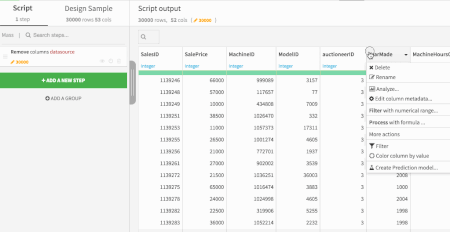 Script
1 step
Design Sample
30000 rows 53 cols
Script output
30000 rows, 53 cols ( 30000 )
Search steps...
Remove columns datasource
30000
+ ADD A NEW STEP
ADD A GROUP
SalesID SalePrice MachineID ModelID auctioneerID YearMade MachineHoursC
Integer Integer Integer Integer Integer
1139246 66000 999089 3157 3
1139248 57000 117657 77 3
1139249 10000 434808 7009 3
1139251 38500 1026470 332 3
1139253 11000 1057373 17311 3
1139255 26500 1001274 4605 3
1139256 21000 772701 1937 3
1139261 27000 902002 3539 3
1139272 21500 1036251 36003 3 2008
1139275 65000 1016474 3883 3 1000
1139278 24000 1024998 4605 3 2004
1139282 22500 319906 5255 3 1998
1139283 36000 1052214 2232 3 1998
Delete
Rename
Analyze...
Edit column metadata...
Filter with numerical range...
Process with formula ...
More actions
Filter
Color column by value
Create Prediction model...